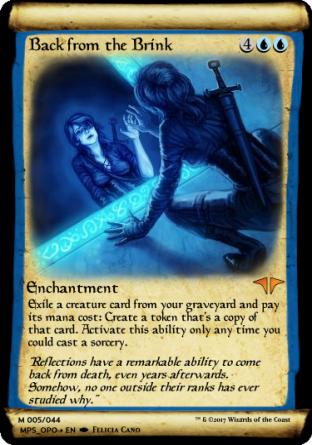 Back from the Brink 4
Enchantment
Exile a creature card from your graveyard and pay
its mana cost: Create a token that's a copy of
that card. Activate this ability only any time you
could cast a sorcery.
"Reflections have a remarkable ability to come
back from death, even years afterwards.
Somehow, no one outside their ranks has ever
studied why."
M 005/044
MPS_OPO • EN Felicia Cano
™ & ©2017 Wizards of the Coast